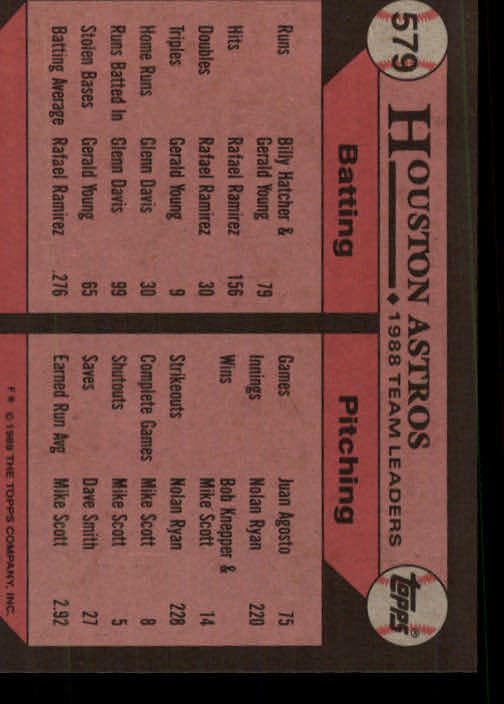 579
HOUSTON ASTROS
◆ 1988 TEAM LEADERS
topps®
Batting
Runs Billy Hatcher &
Gerald Young 79
Hits Rafael Ramirez 156
Doubles Rafael Ramirez 30
Triples Gerald Young 9
Home Runs Glenn Davis 30
Runs Batted In Glenn Davis 99
Stolen Bases Gerald Young 65
Batting Average Rafael Ramirez .276
Pitching
Games Juan Agosto 75
Innings Nolan Ryan 220
Wins Bob Knepper &
Mike Scott 14
Strikeouts Nolan Ryan 228
Complete Games Mike Scott 8
Shutouts Mike Scott 5
Saves Dave Smith 27
Earned Run Avg Mike Scott 2.92
F* © 1989 THE TOPPS COMPANY, INC.